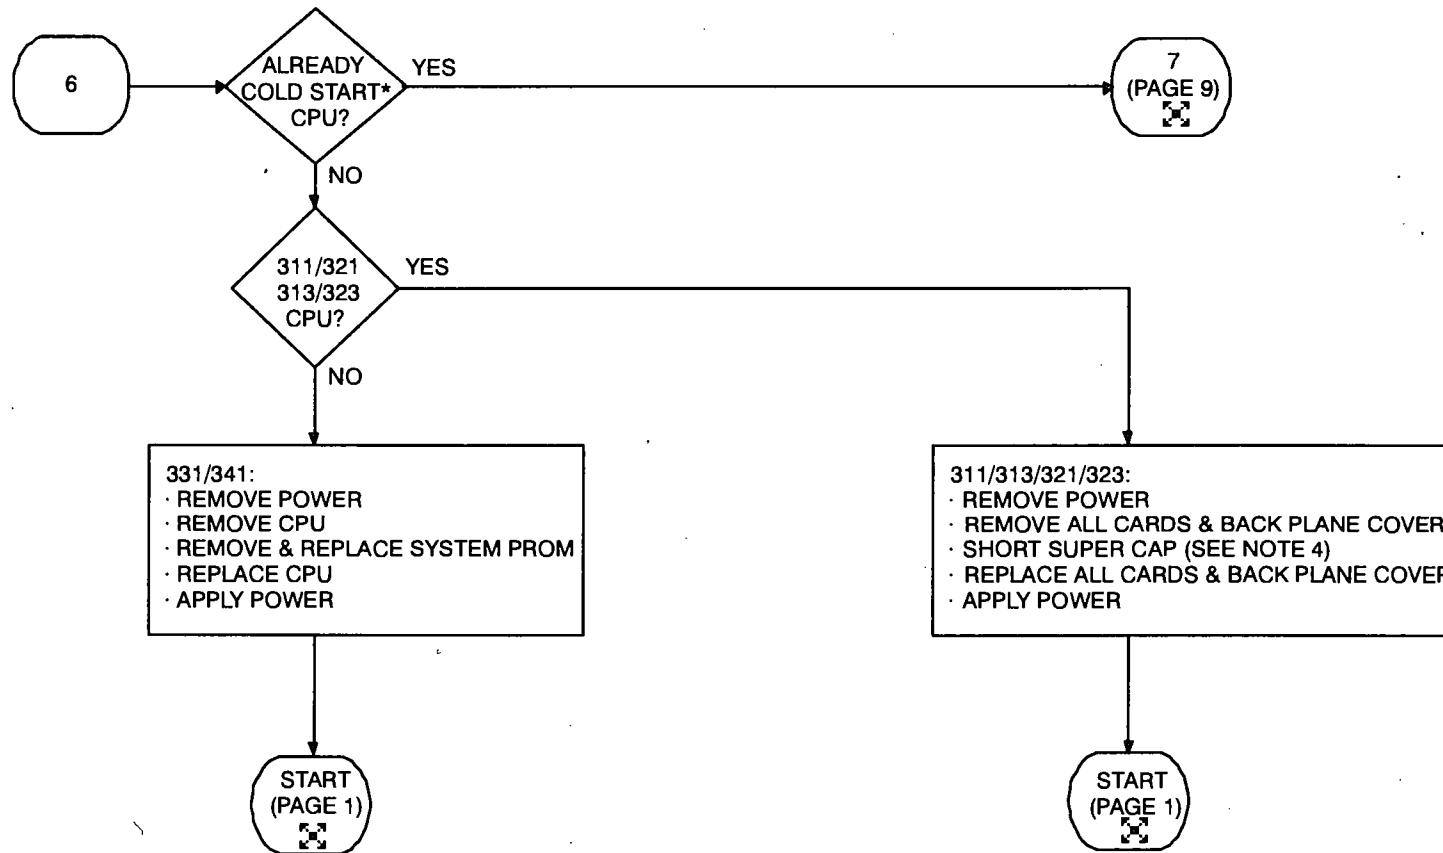 6
ALREADY
COLD START*
CPU?
YES
7
(PAGE 9)
NO
311/321
313/323
CPU?
YES
NO
331/341:
· REMOVE POWER
· REMOVE CPU
· REMOVE & REPLACE SYSTEM PROM
· REPLACE CPU
· APPLY POWER
311/313/321/323:
· REMOVE POWER
· REMOVE ALL CARDS & BACK PLANE COVER
· SHORT SUPER CAP (SEE NOTE 4)
· REPLACE ALL CARDS & BACK PLANE COVER
· APPLY POWER
START
(PAGE 1)
START
(PAGE 1)